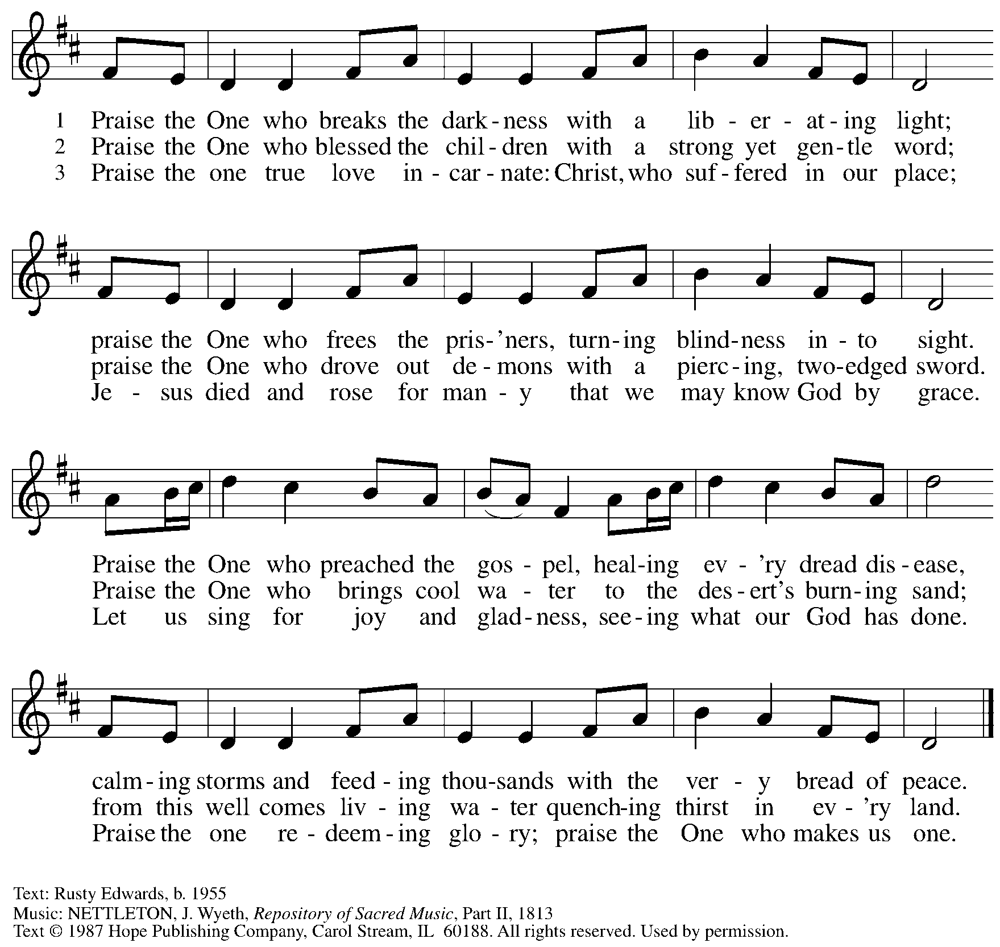 1 Praise the One who breaks the dark - ness with a lib - er - at - ing light;
2 Praise the One who blessed the chil - dren with a strong yet gen - tle word;
3 Praise the one true love in - car - nate: Christ, who suf - fered in our place;
praise the One who frees the pris - ’ners, turn - ing blind - ness in - to sight.
praise the One who drove out de - mons with a pierc - ing, two-edged sword.
Je - sus died and rose for man - y that we may know God by grace.
Praise the One who preached the gos - pel, heal - ing ev - ’ry dread dis - ease,
Praise the One who brings cool wa - ter to the des - ert’s burn - ing sand;
Let us sing for joy and glad - ness, see - ing what our God has done.
calm - ing storms and feed - ing thou - sands with the ver - y bread of peace.
from this well comes liv - ing wa - ter quench - ing thirst in ev - ’ry land.
Praise the one re - deem - ing glo - ry; praise the One who makes us one.
Text: Rusty Edwards, b. 1955
Music: NETTLETON, J. Wyeth, Repository of Sacred Music, Part II, 1813
Text © 1987 Hope Publishing Company, Carol Stream, IL 60188. All rights reserved. Used by permission.